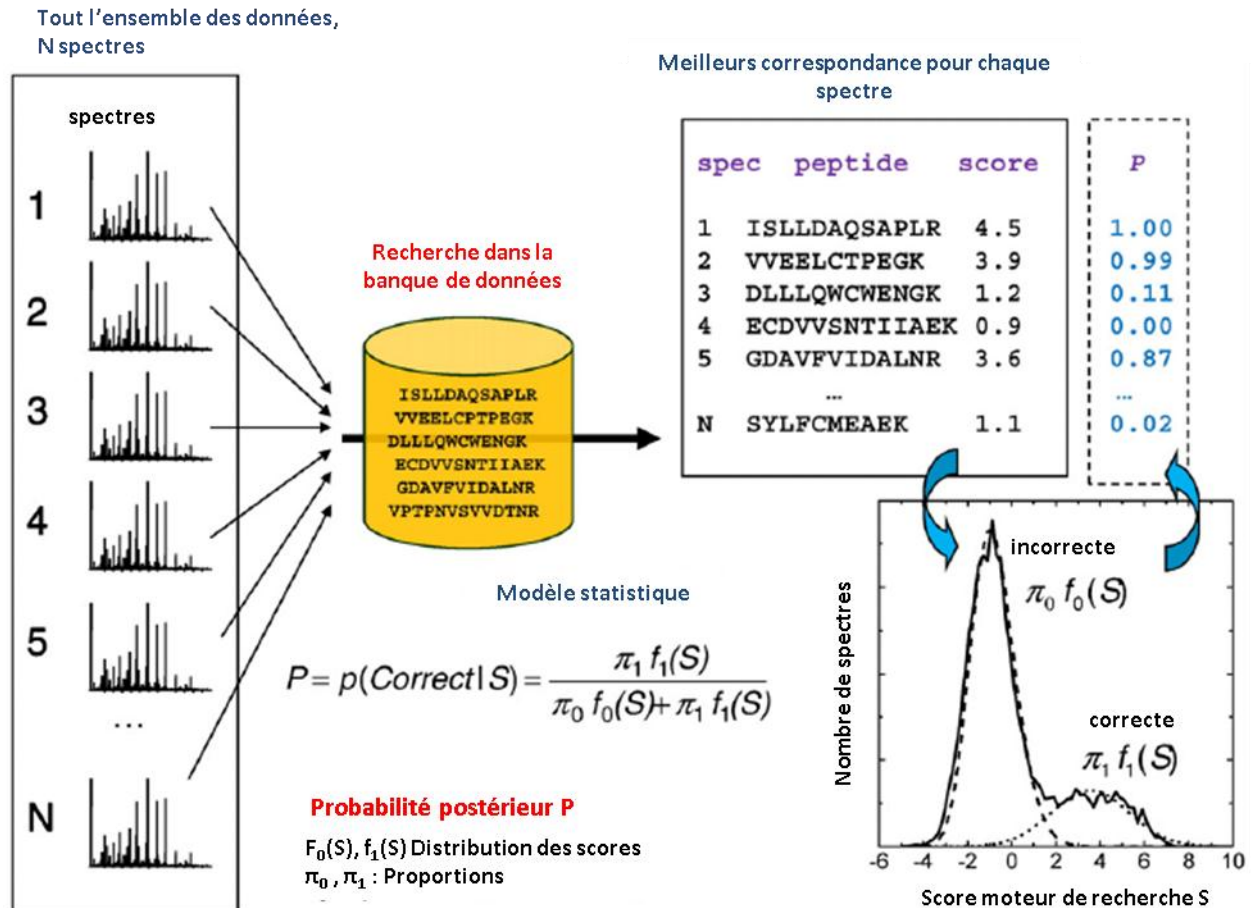 Tout l'ensemble des données,
N spectres
spectres
1
2
3
4
5
...
N
Recherche dans la
banque de données
ISLLDAQSAPLR
VVEELCPTPEGK
DLLLQWCWENGK
ECDVVSNTIIAEK
GDAVFVIDALNR
VPTPNVSVVDTNR
Meilleurs correspondance pour chaque
spectre
spec peptide score P
1 ISLLDAQSAPLR 4.5 1.00
2 VVEELCTPEGK 3.9 0.99
3 DLLLQWCWENGK 1.2 0.11
4 ECDVVSNTIIAEK 0.9 0.00
5 GDAVFVIDALNR 3.6 0.87
... ...
N SYLFCMEAEK 1.1 0.02
Modèle statistique
P = p(Correct|S) = π₁ f₁(S) / π₀ f₀(S)+ π₁ f₁(S)
Probabilité postérieur P
F₀(S), f₁(S) Distribution des scores
π₀ , π₁ : Proportions
incorrecte
π₀ f₀(S)
correcte
π₁ f₁(S)
Nombre de spectres
-6 -4 -2 0 2 4 6 8 10
Score moteur de recherche S